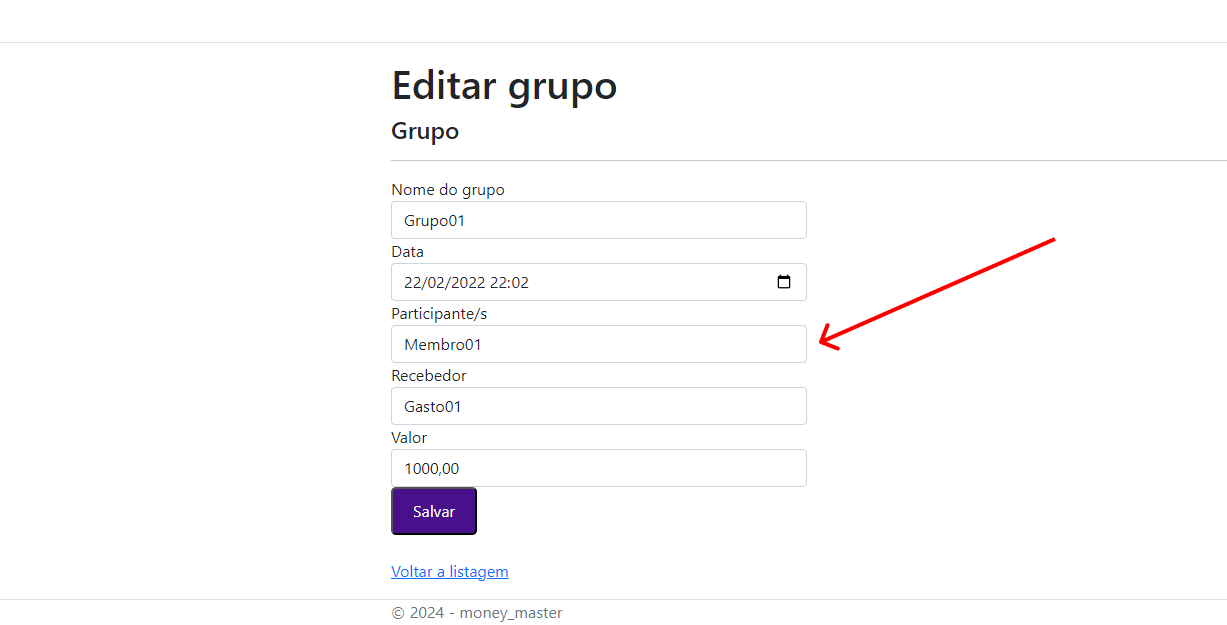 Editar grupo
Grupo
Nome do grupo
Grupo01
Data
22/02/2022 22:02
Participante/s
Membro01
Recebedor
Gasto01
Valor
1000,00
Salvar
Voltar a listagem
© 2024 - money_master